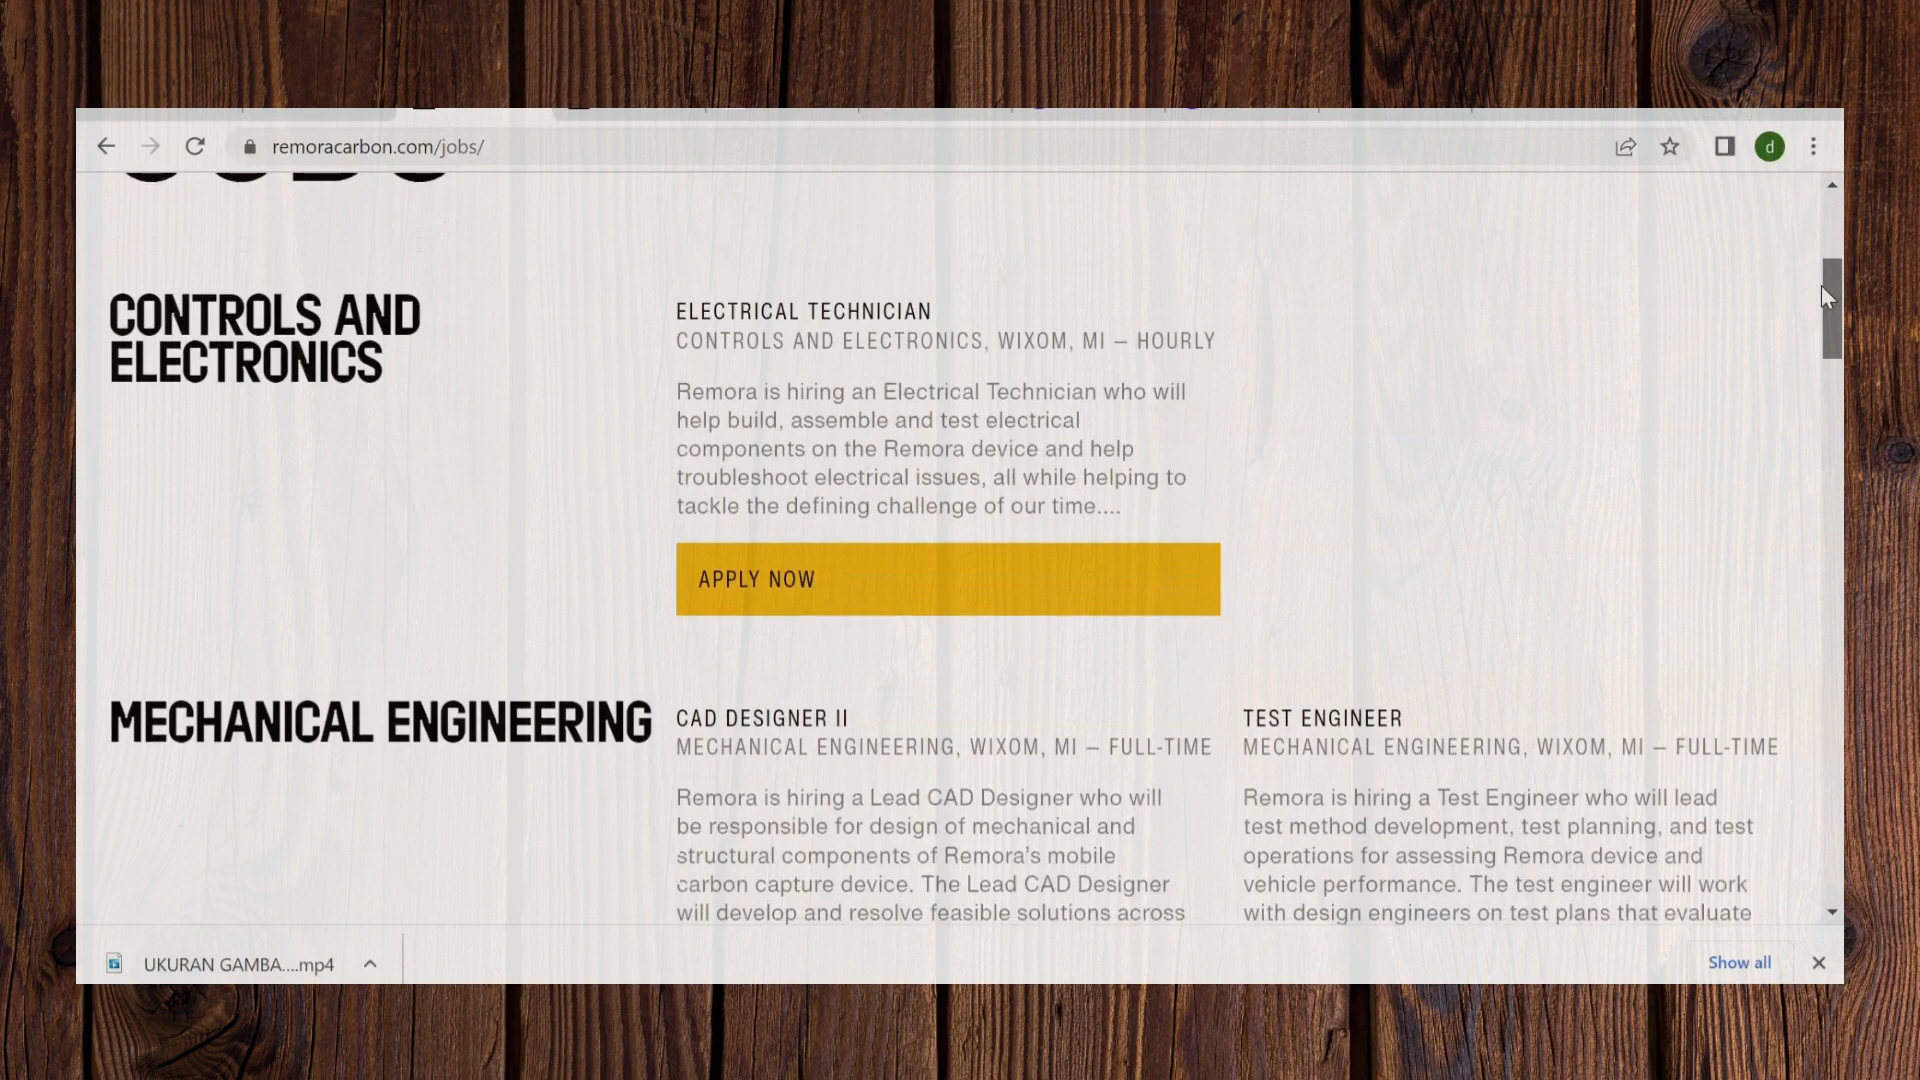 remoracarbon.com/jobs/
d
CONTROLS AND
ELECTRONICS
ELECTRICAL TECHNICIAN
CONTROLS AND ELECTRONICS, WIXOM, MI – HOURLY
Remora is hiring an Electrical Technician who will
help build, assemble and test electrical
components on the Remora device and help
troubleshoot electrical issues, all while helping to
tackle the defining challenge of our time....
APPLY NOW
MECHANICAL ENGINEERING
CAD DESIGNER II
MECHANICAL ENGINEERING, WIXOM, MI – FULL-TIME
Remora is hiring a Lead CAD Designer who will
be responsible for design of mechanical and
structural components of Remora’s mobile
carbon capture device. The Lead CAD Designer
will develop and resolve feasible solutions across
TEST ENGINEER
MECHANICAL ENGINEERING, WIXOM, MI – FULL-TIME
Remora is hiring a Test Engineer who will lead
test method development, test planning, and test
operations for assessing Remora device and
vehicle performance. The test engineer will work
with design engineers on test plans that evaluate
UKURAN GAMBA....mp4
Show all